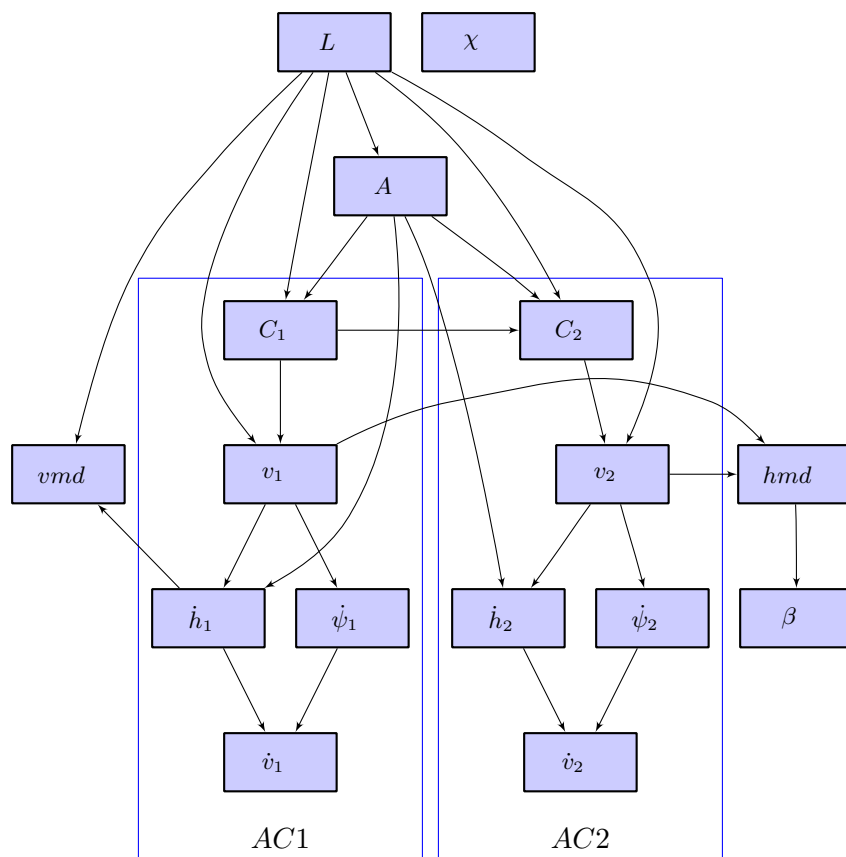 L χ
A
C₁ C₂
vmd v₁ v₂ hmd
ḣ₁ ψ̇₁ ḣ₂ ψ̇₂ β
v̇₁ v̇₂
AC1 AC2